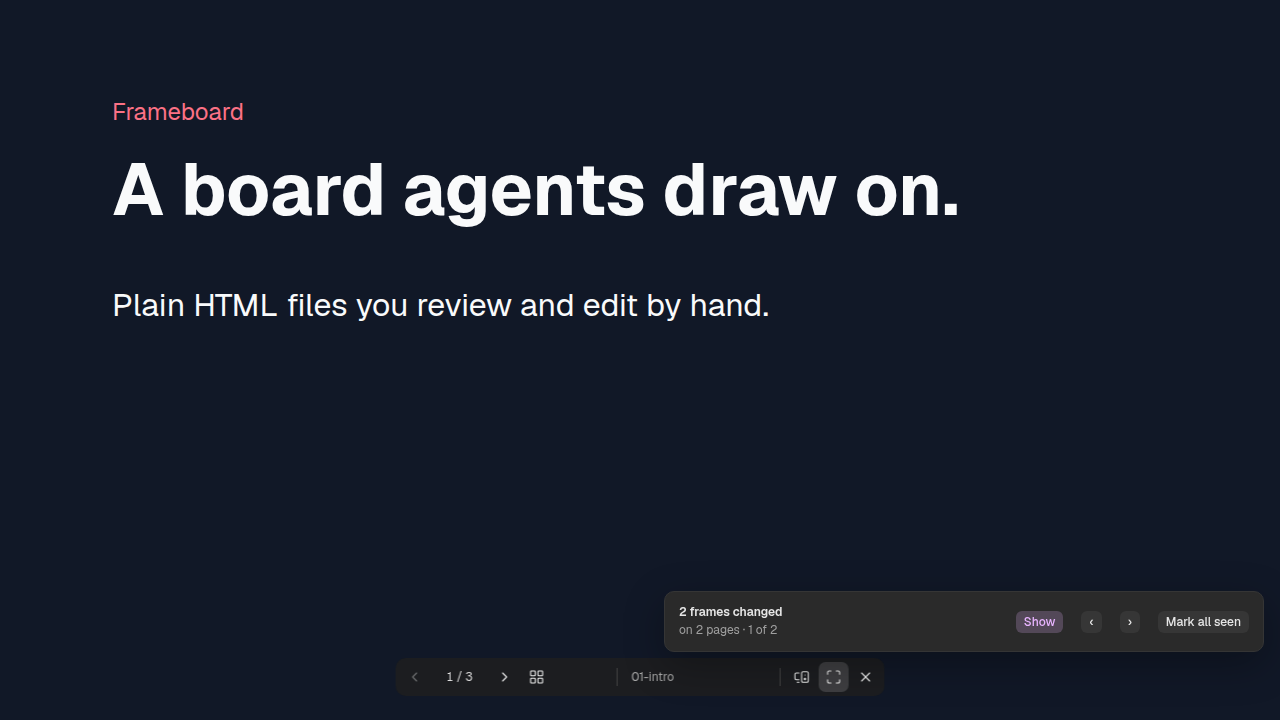 Frameboard
A board agents draw on.
Plain HTML files you review and edit by hand.
2 frames changed
on 2 pages · 1 of 2
Show
‹
›
Mark all seen
1 / 3
01-intro